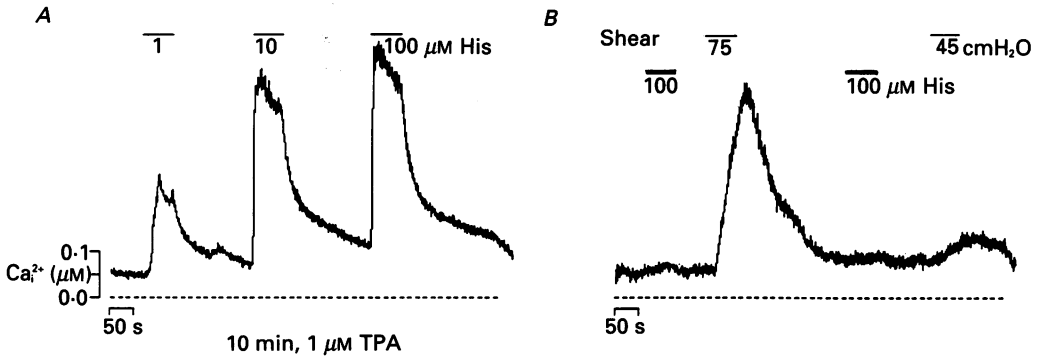 A
1
10
100 μM His
0·1
Ca²⁺ᵢ (μM)
0·0
50 s
10 min, 1 μM TPA
B
Shear
75
45 cmH₂O
100
100 μM His
50 s